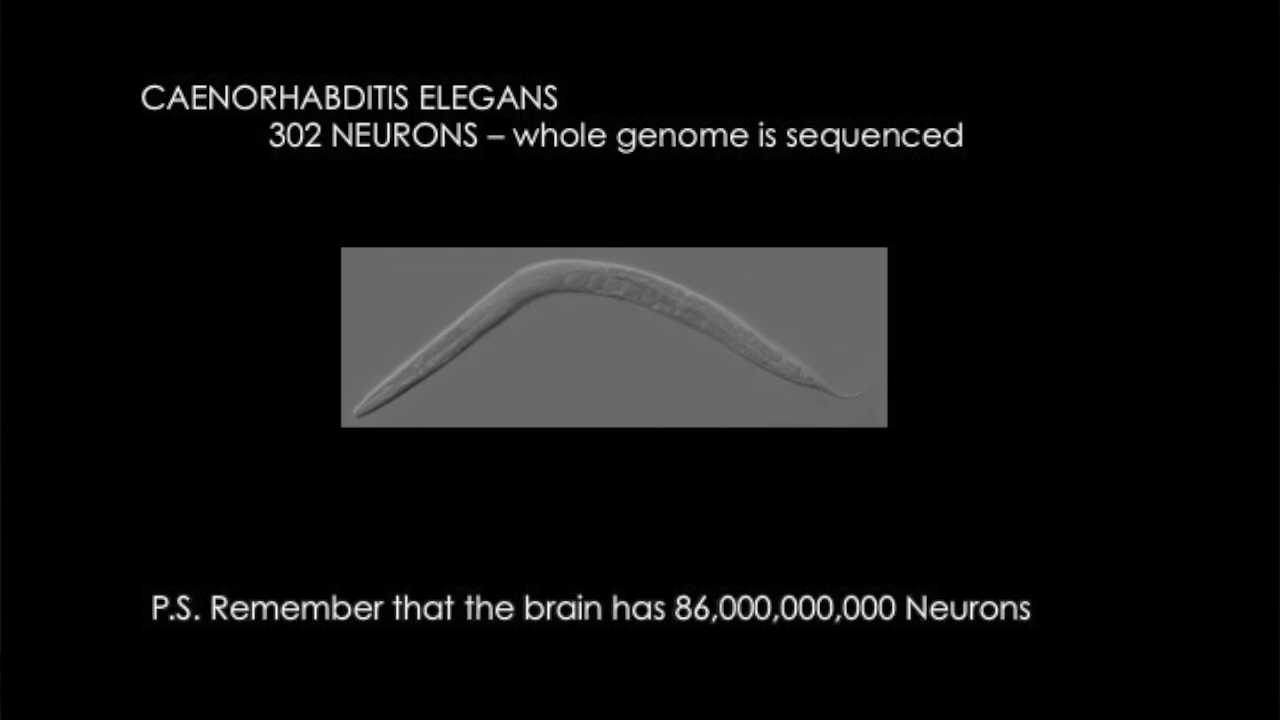 CAENORHABDITIS ELEGANS
302 NEURONS – whole genome is sequenced
P.S. Remember that the brain has 86,000,000,000 Neurons